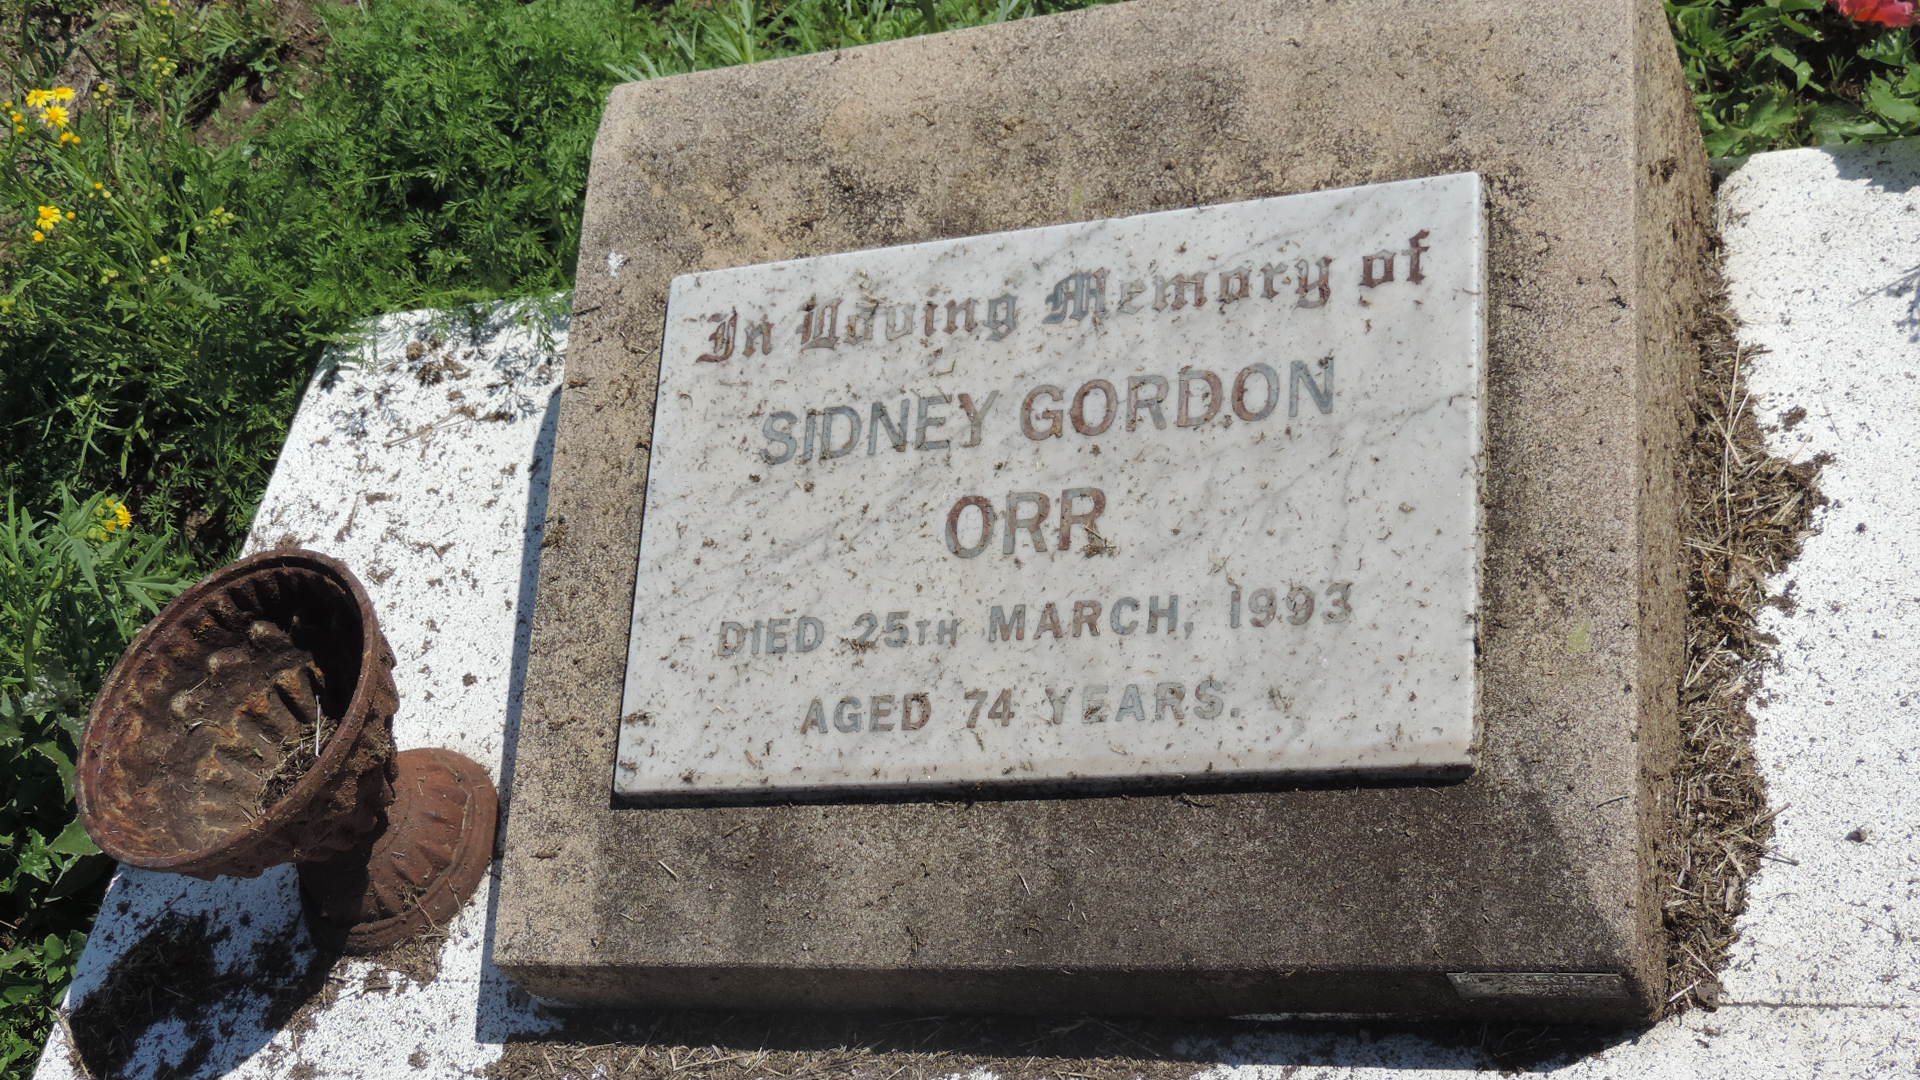 In Loving Memory of
SIDNEY GORDON
ORR
DIED 25TH MARCH, 1993
AGED 74 YEARS.